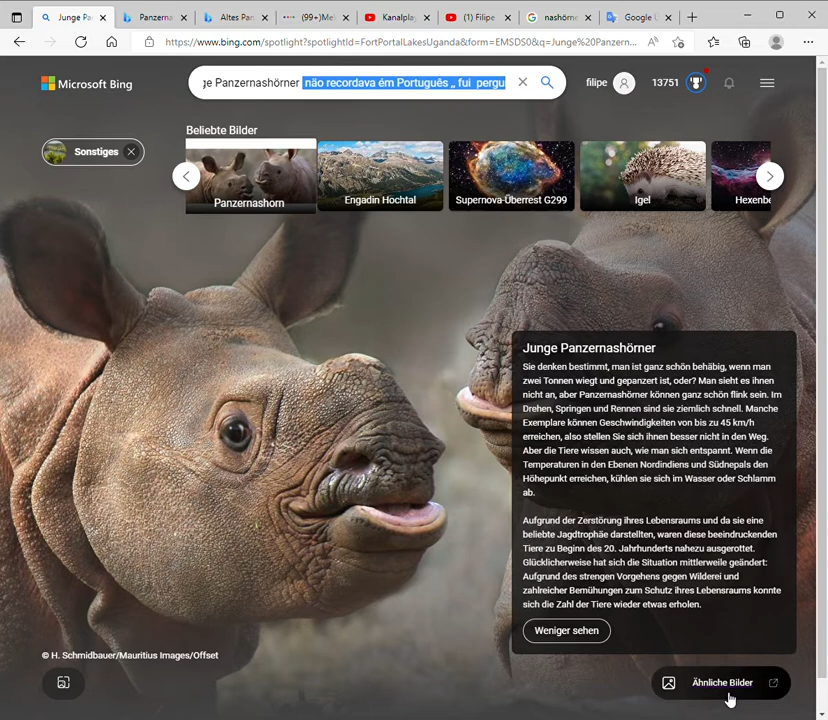 Junge Pa
Panzerna
Altes Pan
(99+) Me
Kanalpla
(1) Filipe
nashörne
Google Ü
https://www.bing.com/spotlight?spotlightId=FortPortalLakesUganda&form=EMSDS0&q=Junge%20Panzern...
Microsoft Bing
ge Panzernashörner não recordava ém Português „ fui pergu
filipe
13751
Beliebte Bilder
Sonstiges
Panzernashorn
Engadin Hochtal
Supernova-Überrest G299
Igel
Hexenbe
Junge Panzernashörner
Sie denken bestimmt, man ist ganz schön behäbig, wenn man
zwei Tonnen wiegt und gepanzert ist, oder? Man sieht es ihnen
nicht an, aber Panzernashörner können ganz schön flink sein. Im
Drehen, Springen und Rennen sind sie ziemlich schnell. Manche
Exemplare können Geschwindigkeiten von bis zu 45 km/h
erreichen, also stellen Sie sich ihnen besser nicht in den Weg.
Aber die Tiere wissen auch, wie man sich entspannt. Wenn die
Temperaturen in den Ebenen Nordindiens und Südnepals den
Höhepunkt erreichen, kühlen sie sich im Wasser oder Schlamm
ab.
Aufgrund der Zerstörung ihres Lebensraums und da sie eine
beliebte Jagdtrophäe darstellten, waren diese beeindruckenden
Tiere zu Beginn des 20. Jahrhunderts nahezu ausgerottet.
Glücklicherweise hat sich die Situation mittlerweile geändert:
Aufgrund des strengen Vorgehens gegen Wilderei und
zahlreicher Bemühungen zum Schutz ihres Lebensraums konnte
sich die Zahl der Tiere wieder etwas erholen.
Weniger sehen
© H. Schmidbauer/Mauritius Images/Offset
Ähnliche Bilder